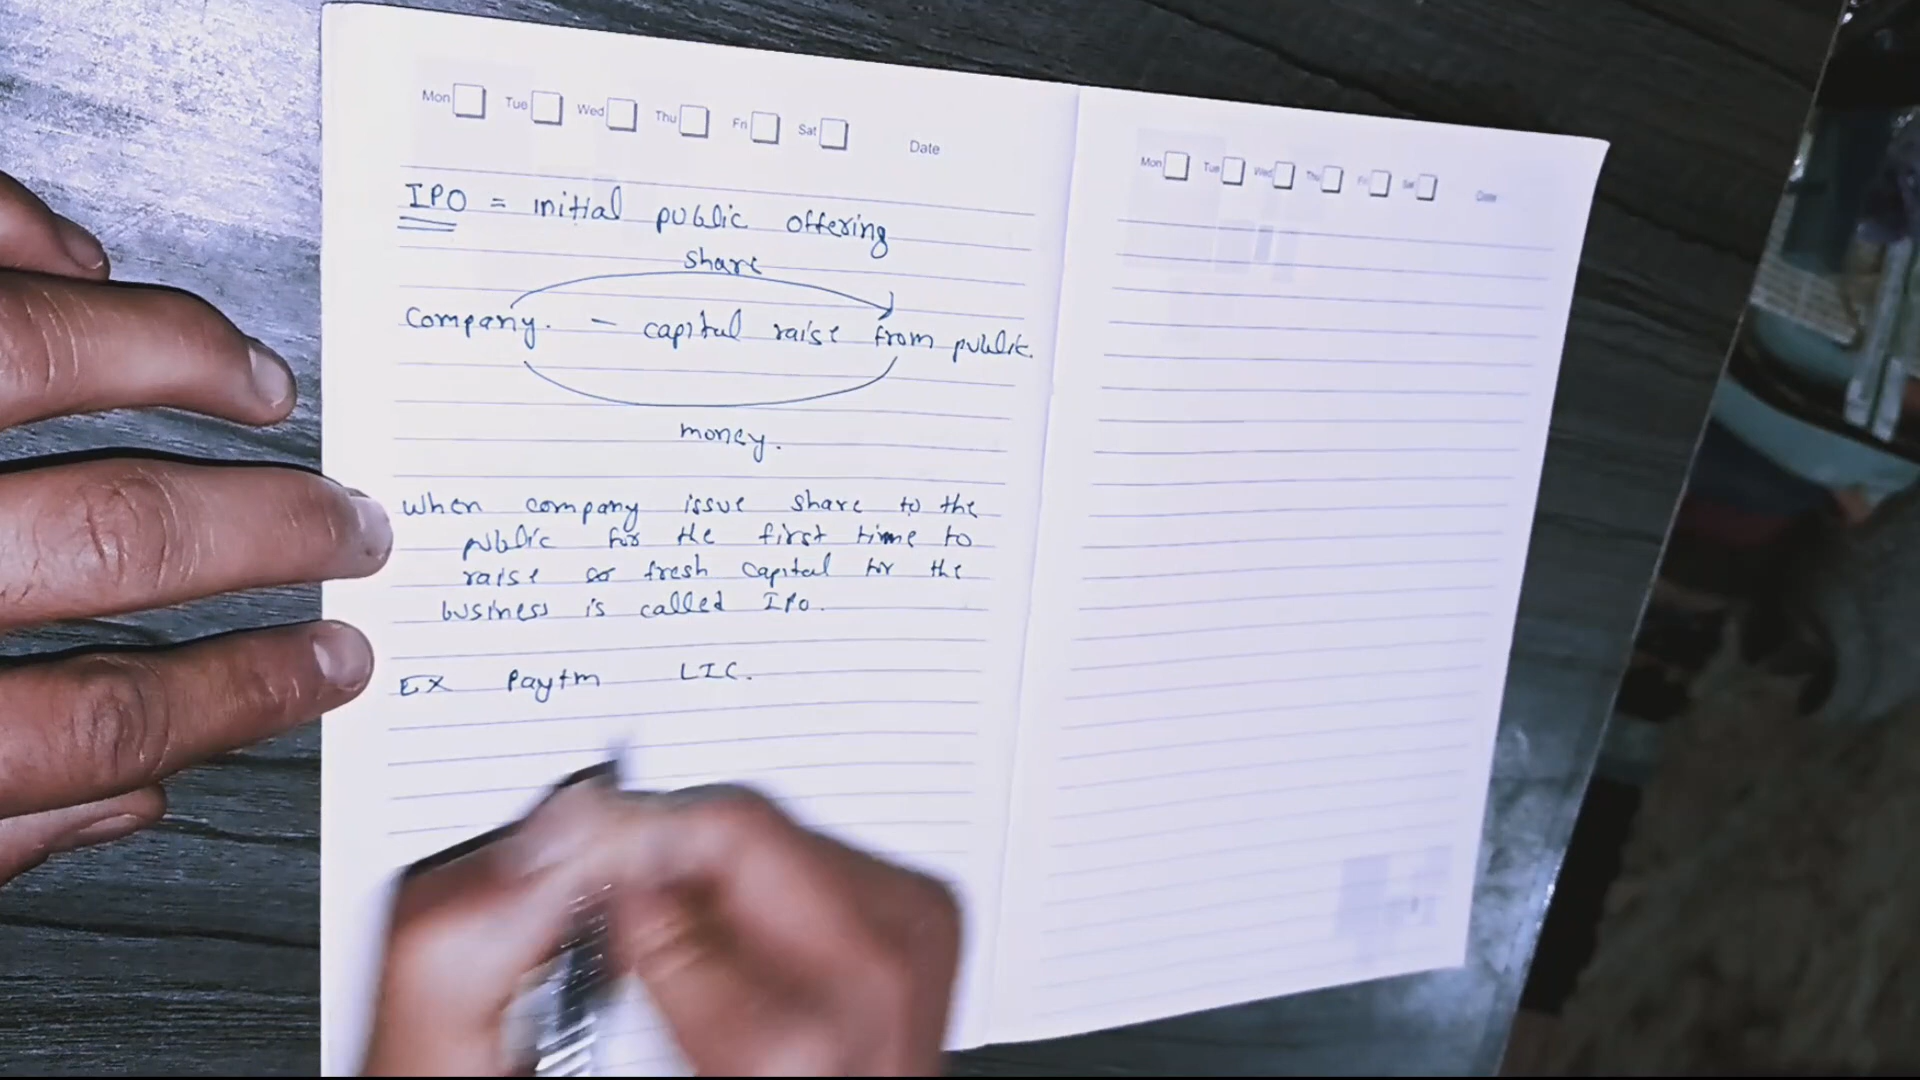 Mon Tue Wed Thu Fri Sat Date
IPO = initial public offering
share
Company. - capital raise from public.
money.
When company issue share to the
public for the first time to
raise fresh capital for the
business is called IPO.
EX Paytm LIC.
Mon Tue Wed Thu Fri Sat Date